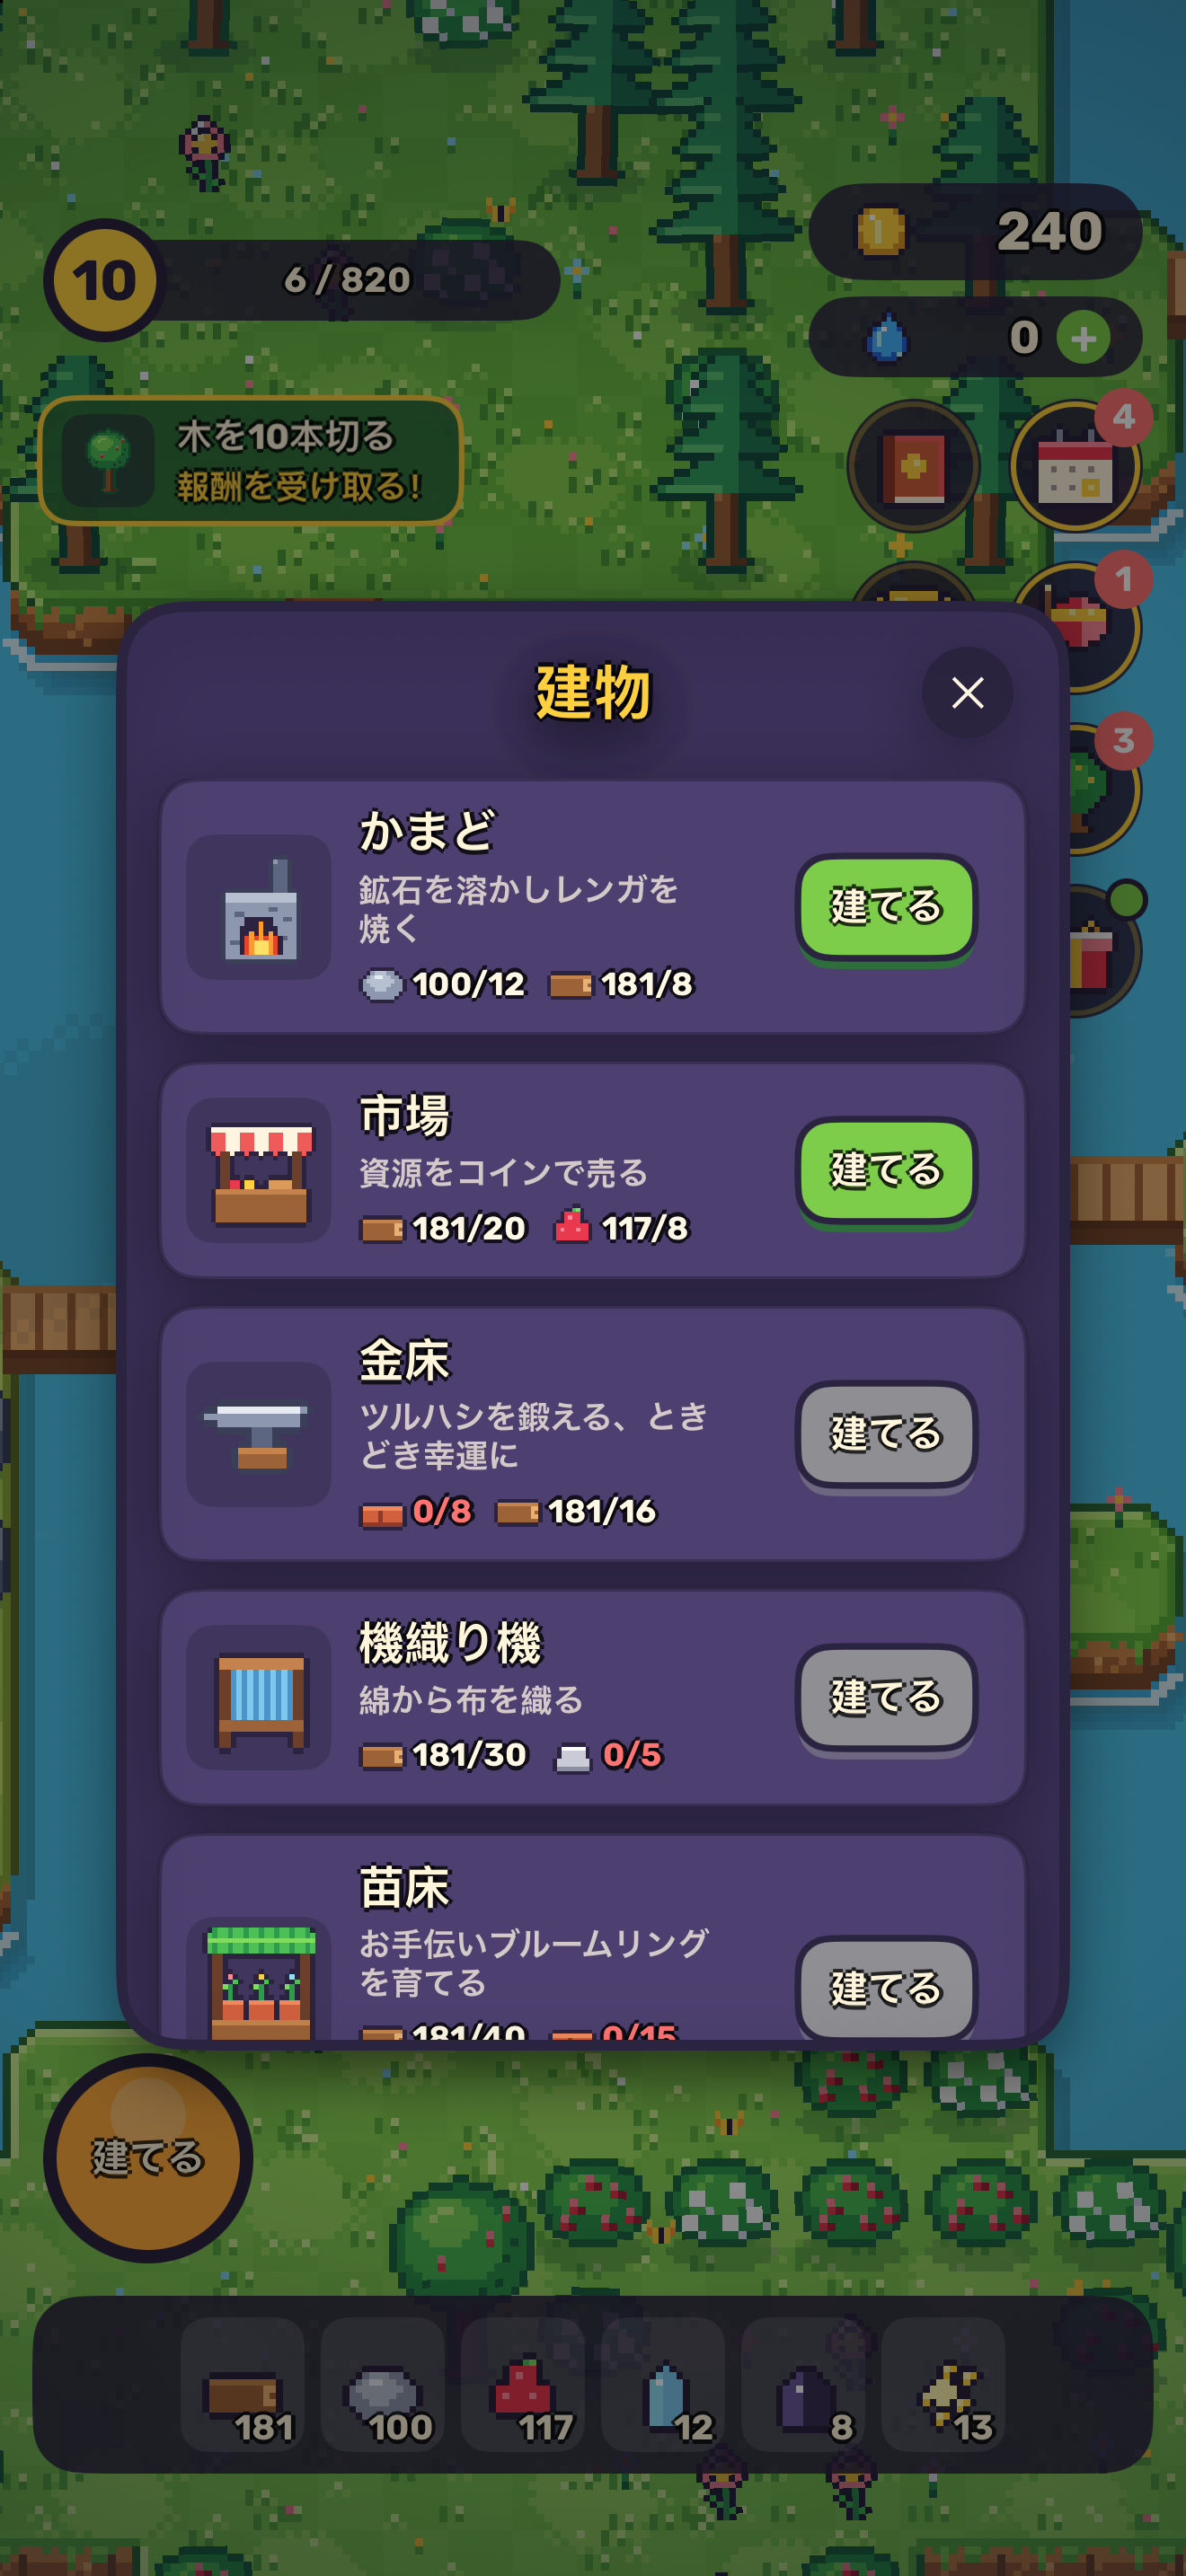 10
6 / 820
240
0 +
木を10本切る
報酬を受け取る!
4
1
3
建物
かまど
鉱石を溶かしレンガを
焼く
100/12 181/8
建てる
市場
資源をコインで売る
181/20 117/8
建てる
金床
ツルハシを鍛える、とき
どき幸運に
0/8 181/16
建てる
機織り機
綿から布を織る
181/30 0/5
建てる
苗床
お手伝いブルームリング
を育てる
181/40 0/15
建てる
建てる
181 100 117 12 8 13